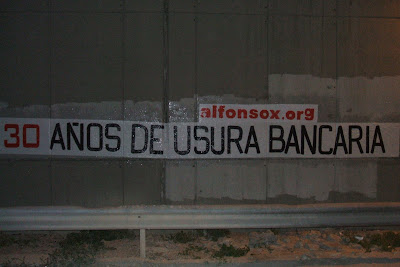 alfonsox.org
30 AÑOS DE USURA BANCARIA